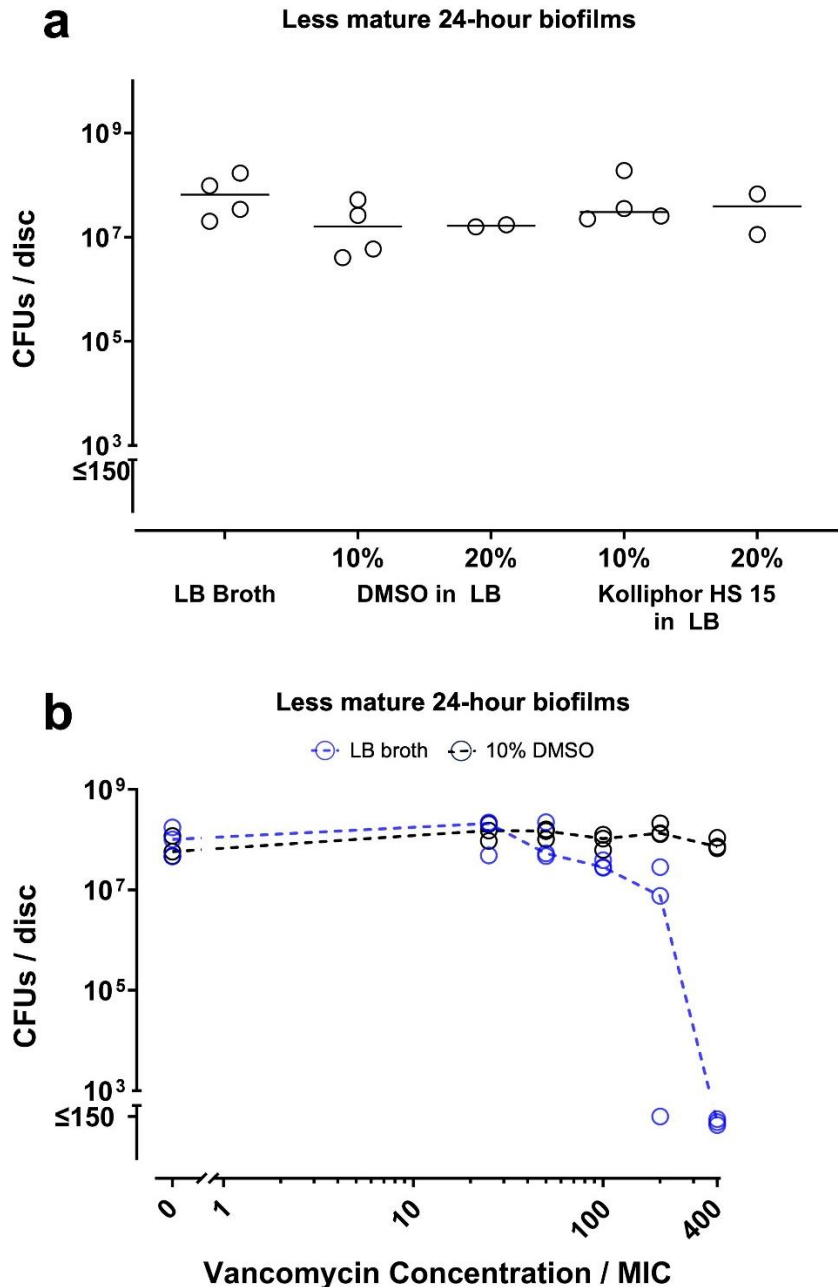 a
Less mature 24-hour biofilms
CFUs / disc
10⁹
10⁷
10⁵
10³
≤150
10% 20% 10% 20%
LB Broth DMSO in LB Kolliphor HS 15
in LB
b
Less mature 24-hour biofilms
LB broth 10% DMSO
CFUs / disc
10⁹
10⁷
10⁵
10³
≤150
0 1 10 100 400
Vancomycin Concentration / MIC